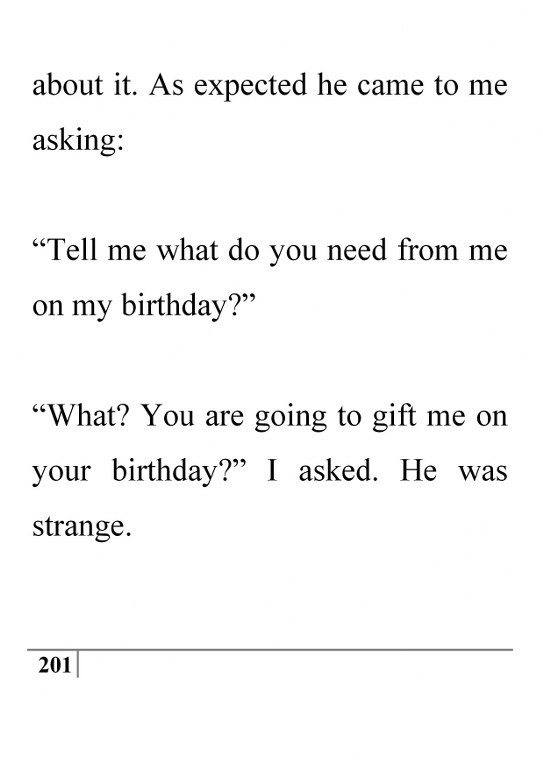 about it. As expected he came to me
asking:
“Tell me what do you need from me
on my birthday?”
“What? You are going to gift me on
your birthday?” I asked. He was
strange.
201